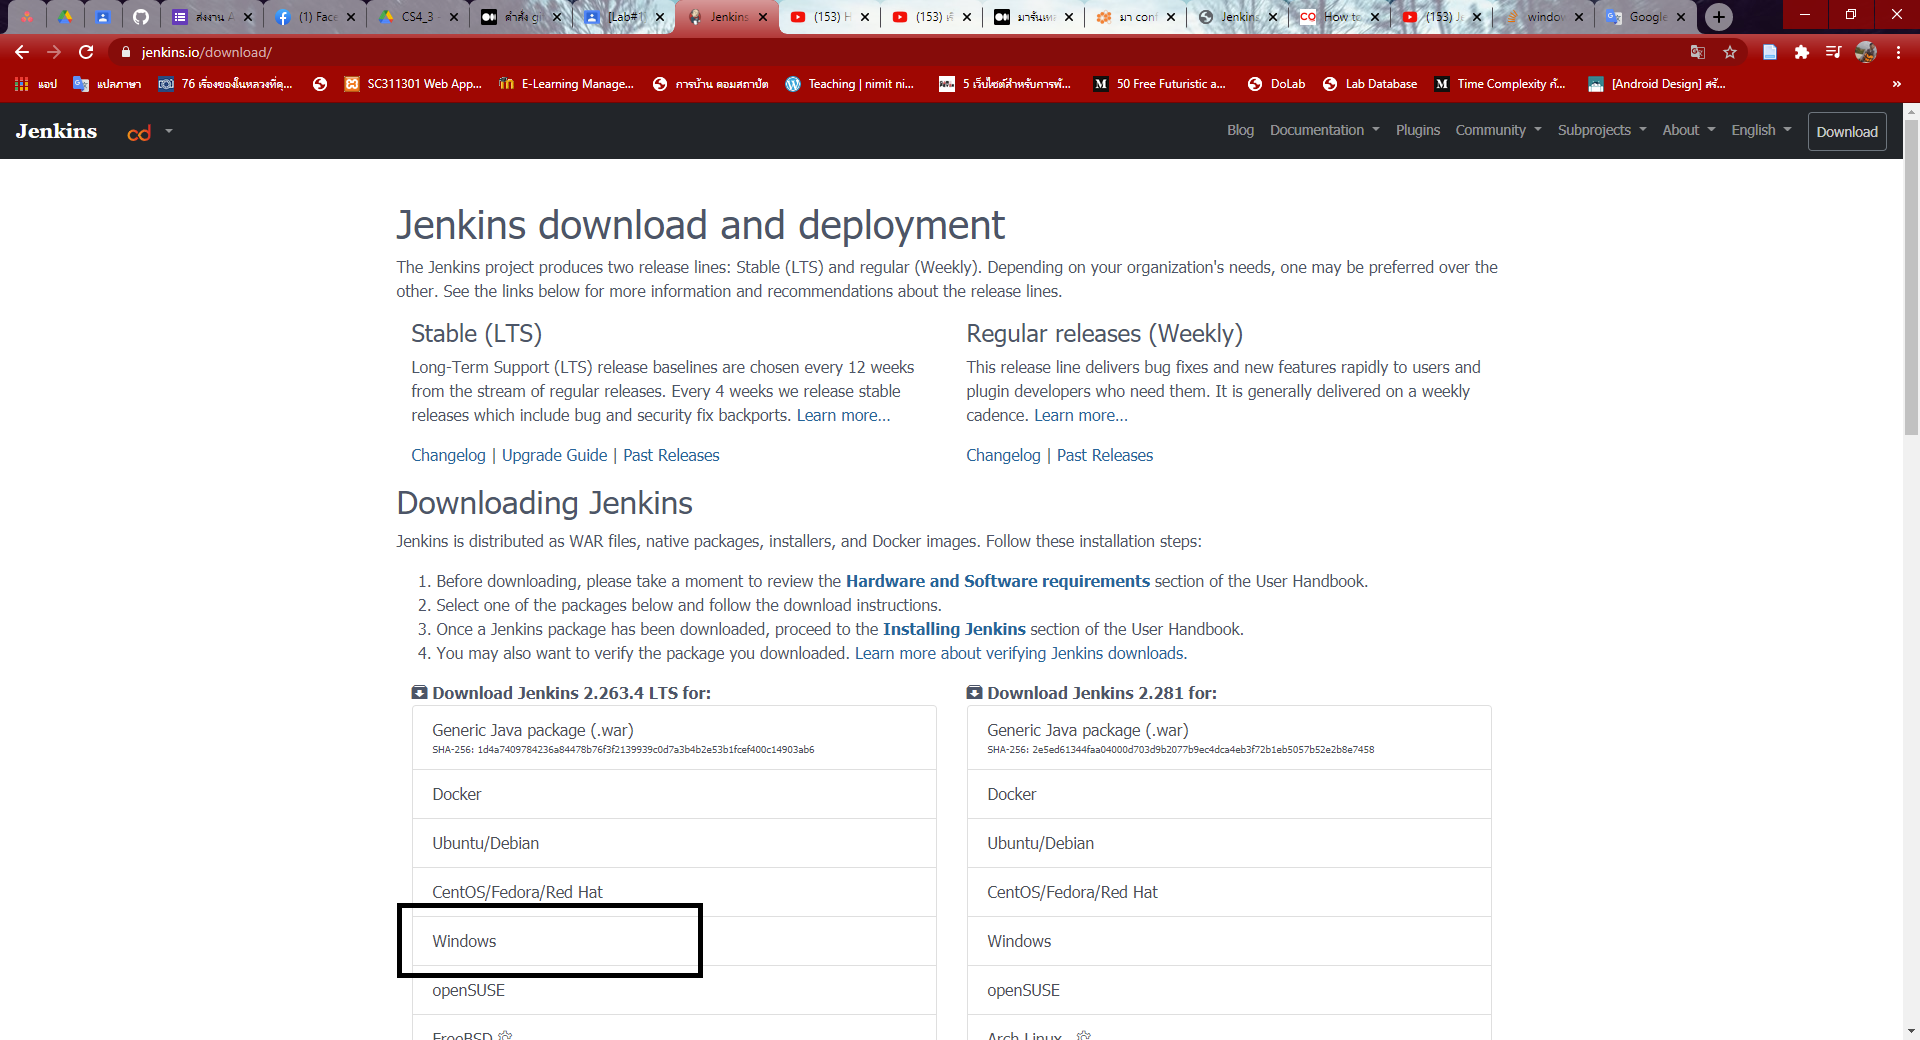 ส่งงาน A
(1) Face
CS4_3 -
คำสั่ง gi
[Lab#1
Jenkins
(153) H
(153) เ
มารันเทส
มา conf
Jenkins
How to
(153) Je
window
Google
jenkins.io/download/
แอป
แปลภาษา
76 เรื่องของในหลวงที่คุ...
SC311301 Web App...
E-Learning Manage...
การบ้าน คอมสถาปัต
Teaching | nimit ni...
5 เว็บไซต์สำหรับการพั...
50 Free Futuristic a...
DoLab
Lab Database
Time Complexity คั...
[Android Design] สร้...
»
Jenkins
cd
Blog Documentation Plugins Community Subprojects About English Download
Jenkins download and deployment
The Jenkins project produces two release lines: Stable (LTS) and regular (Weekly). Depending on your organization's needs, one may be preferred over the
other. See the links below for more information and recommendations about the release lines.
Stable (LTS)
Long-Term Support (LTS) release baselines are chosen every 12 weeks
from the stream of regular releases. Every 4 weeks we release stable
releases which include bug and security fix backports. Learn more...
Changelog | Upgrade Guide | Past Releases
Regular releases (Weekly)
This release line delivers bug fixes and new features rapidly to users and
plugin developers who need them. It is generally delivered on a weekly
cadence. Learn more...
Changelog | Past Releases
Downloading Jenkins
Jenkins is distributed as WAR files, native packages, installers, and Docker images. Follow these installation steps:
1. Before downloading, please take a moment to review the Hardware and Software requirements section of the User Handbook.
2. Select one of the packages below and follow the download instructions.
3. Once a Jenkins package has been downloaded, proceed to the Installing Jenkins section of the User Handbook.
4. You may also want to verify the package you downloaded. Learn more about verifying Jenkins downloads.
Download Jenkins 2.263.4 LTS for:
Generic Java package (.war)
SHA-256: 1d4a7409784236a84478b76f3f2139939c0d7a3b4b2e53b1fcef400c14903ab6
Docker
Ubuntu/Debian
CentOS/Fedora/Red Hat
Windows
openSUSE
FreeBSD
Download Jenkins 2.281 for:
Generic Java package (.war)
SHA-256: 2e5ed61344faa04000d703d9b2077b9ec4dca4eb3f72b1eb5057b52e2b8e7458
Docker
Ubuntu/Debian
CentOS/Fedora/Red Hat
Windows
openSUSE
Arch Linux